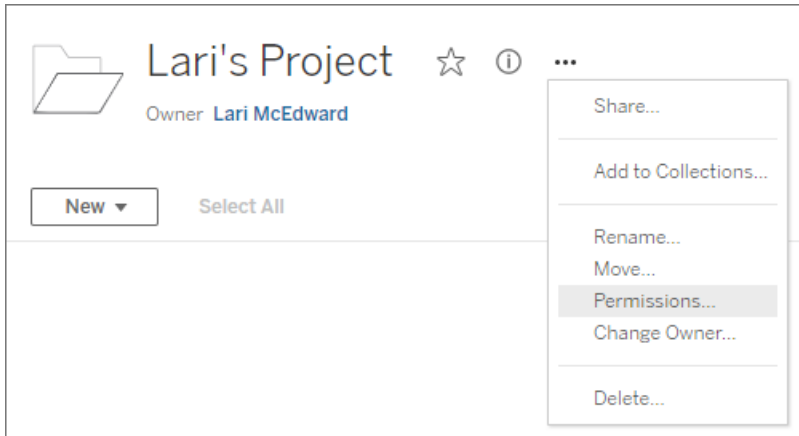 Lari's Project
Owner Lari McEdward
New
Select All
Share...
Add to Collections...
Rename...
Move...
Permissions...
Change Owner...
Delete...